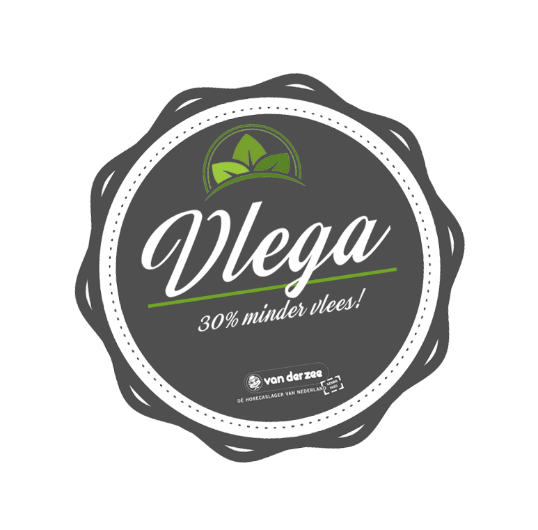 Vlega
30% minder vlees!
van der zee
DÉ HORECASLAGER VAN NEDERLAND